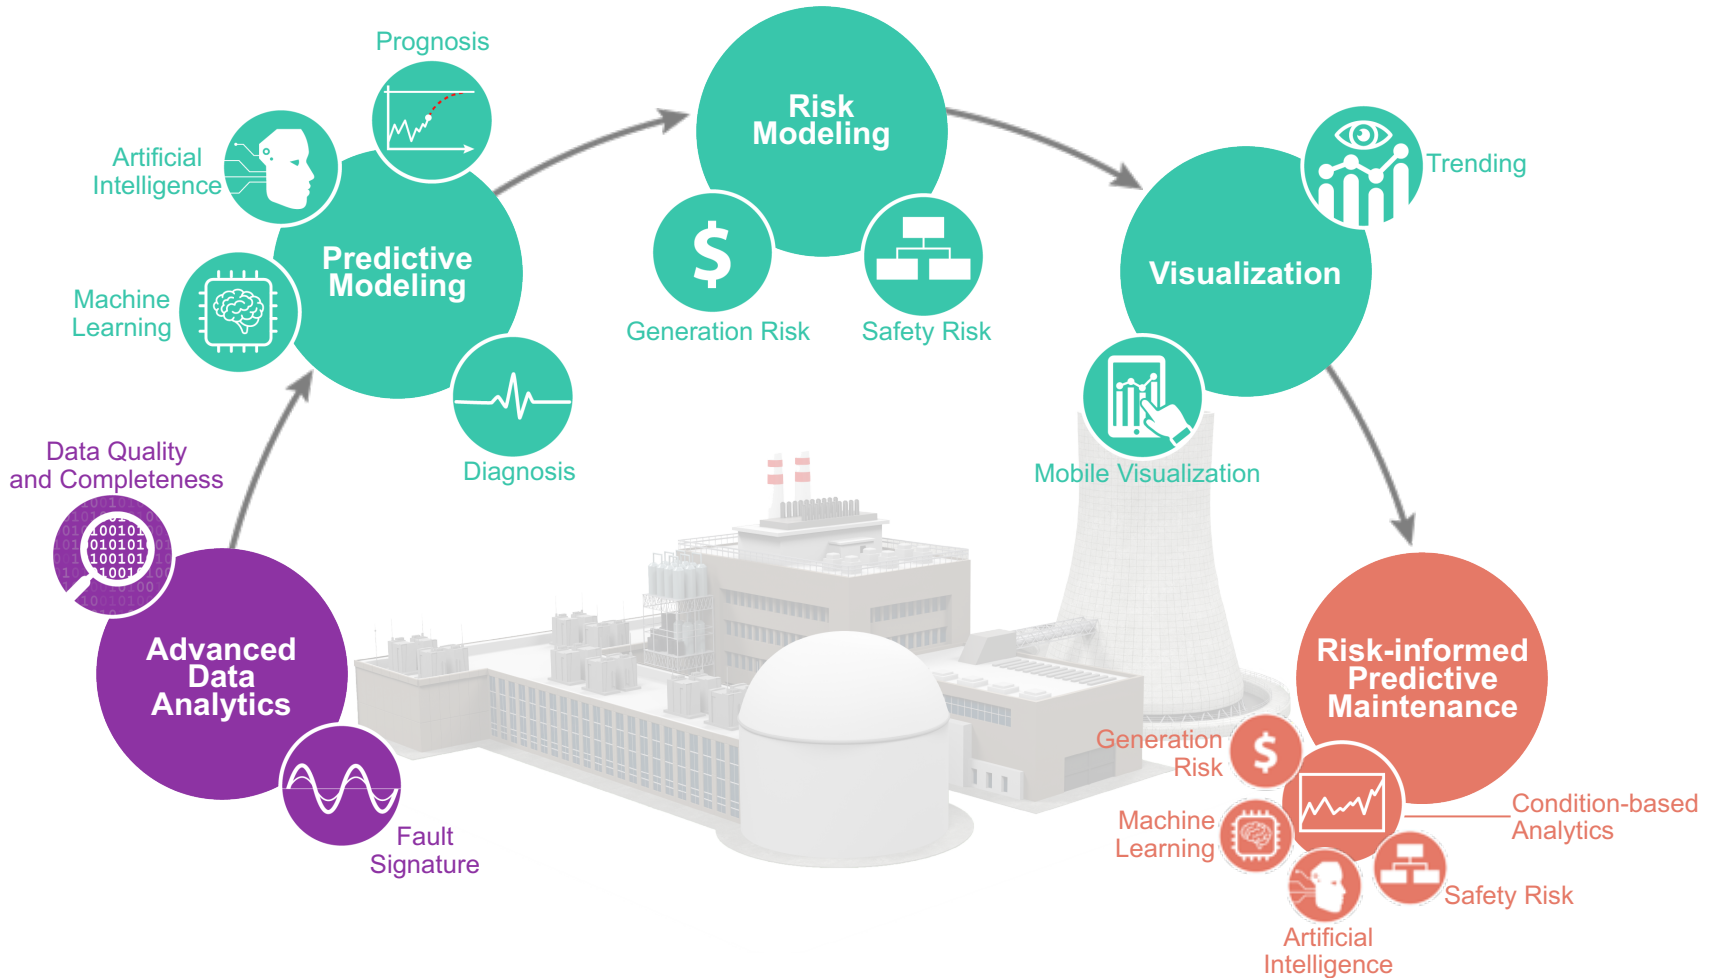 Prognosis
Artificial
Intelligence
Machine
Learning
Predictive
Modeling
Diagnosis
Risk
Modeling
$
Generation Risk
Safety Risk
Trending
Visualization
Mobile Visualization
Data Quality
and Completeness
Advanced
Data
Analytics
Fault
Signature
Risk-informed
Predictive
Maintenance
Generation
Risk
$
Condition-based
Analytics
Machine
Learning
Safety Risk
Artificial
Intelligence